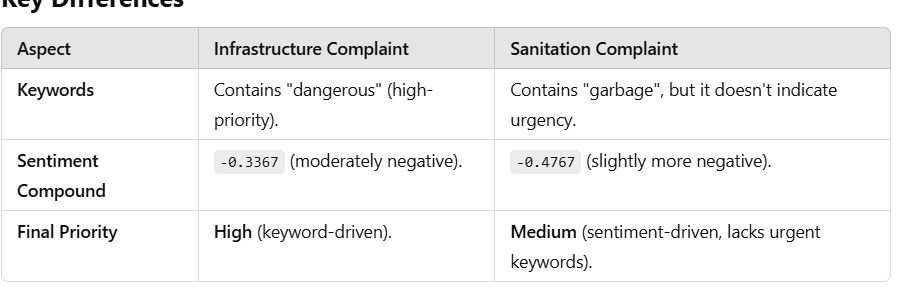 Key Differences
Aspect Infrastructure Complaint Sanitation Complaint
Keywords Contains "dangerous" (high- Contains "garbage", but it doesn't indicate
priority). urgency.
Sentiment -0.3367 (moderately negative). -0.4767 (slightly more negative).
Compound
Final Priority High (keyword-driven). Medium (sentiment-driven, lacks urgent
keywords).